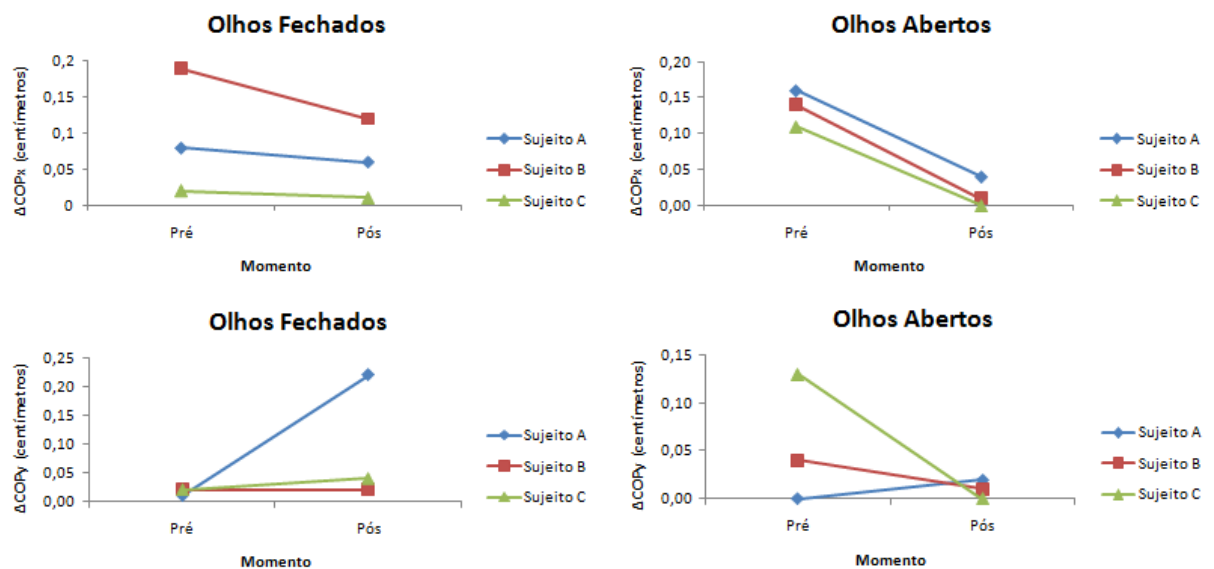 Olhos Fechados
ΔCOPx (centímetros)
0,2
0,15
0,1
0,05
0
Pré
Pós
Momento
Sujeito A
Sujeito B
Sujeito C
Olhos Abertos
ΔCOPx (centímetros)
0,20
0,15
0,10
0,05
0,00
Pré
Pós
Momento
Sujeito A
Sujeito B
Sujeito C
Olhos Fechados
ΔCOPy (centímetros)
0,25
0,20
0,15
0,10
0,05
0,00
Pré
Pós
Momento
Sujeito A
Sujeito B
Sujeito C
Olhos Abertos
ΔCOPy (centímetros)
0,15
0,10
0,05
0,00
Pré
Pós
Momento
Sujeito A
Sujeito B
Sujeito C